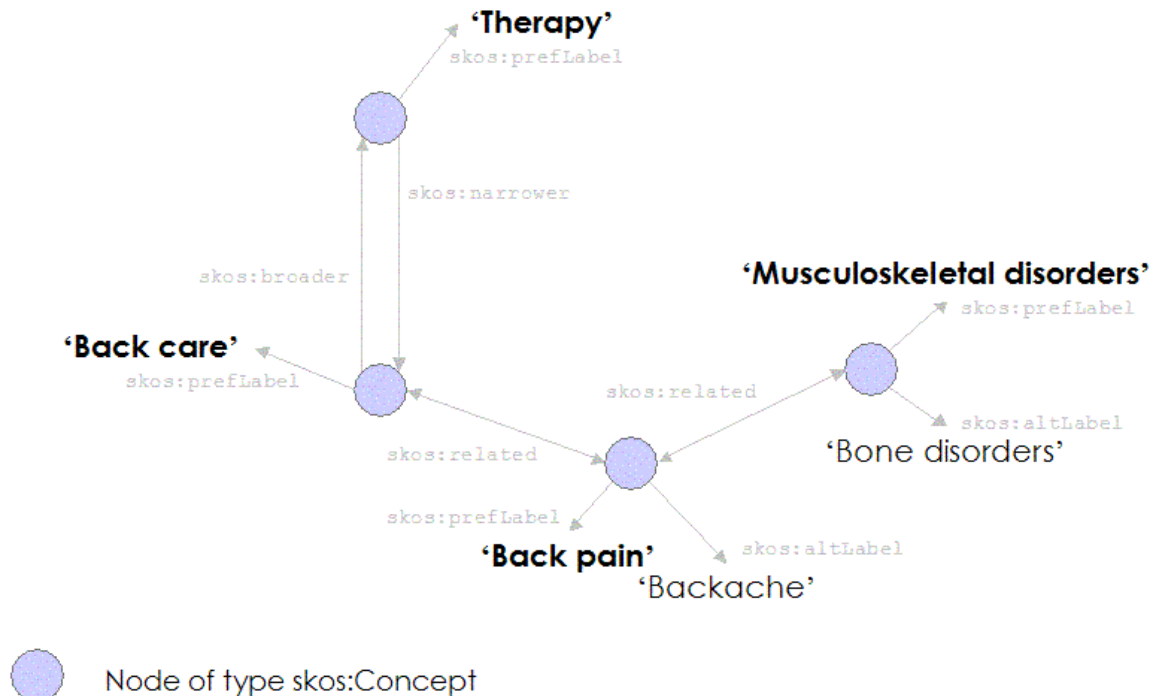 ‘Therapy’
skos:prefLabel
skos:narrower
skos:broader
‘Musculoskeletal disorders’
skos:prefLabel
‘Back care’
skos:prefLabel
skos:related
skos:altLabel
‘Bone disorders’
skos:related
skos:prefLabel
‘Back pain’
skos:altLabel
‘Backache’
Node of type skos:Concept